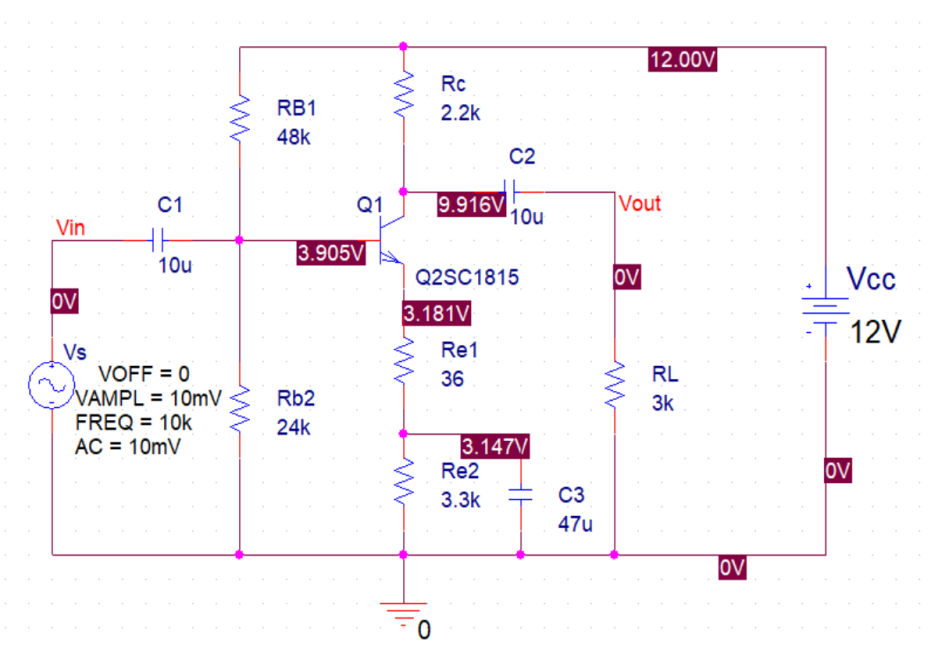 12.00V
RB1
48k
Rc
2.2k
C2
10u
Vout
9.916V
Q1
C1
10u
Vin
3.905V
Q2SC1815
0V
0V
Vcc
12V
3.181V
Re1
36
Vs
VOFF = 0
VAMPL = 10mV
FREQ = 10k
AC = 10mV
Rb2
24k
RL
3k
3.147V
Re2
3.3k
C3
47u
0V
0V
0